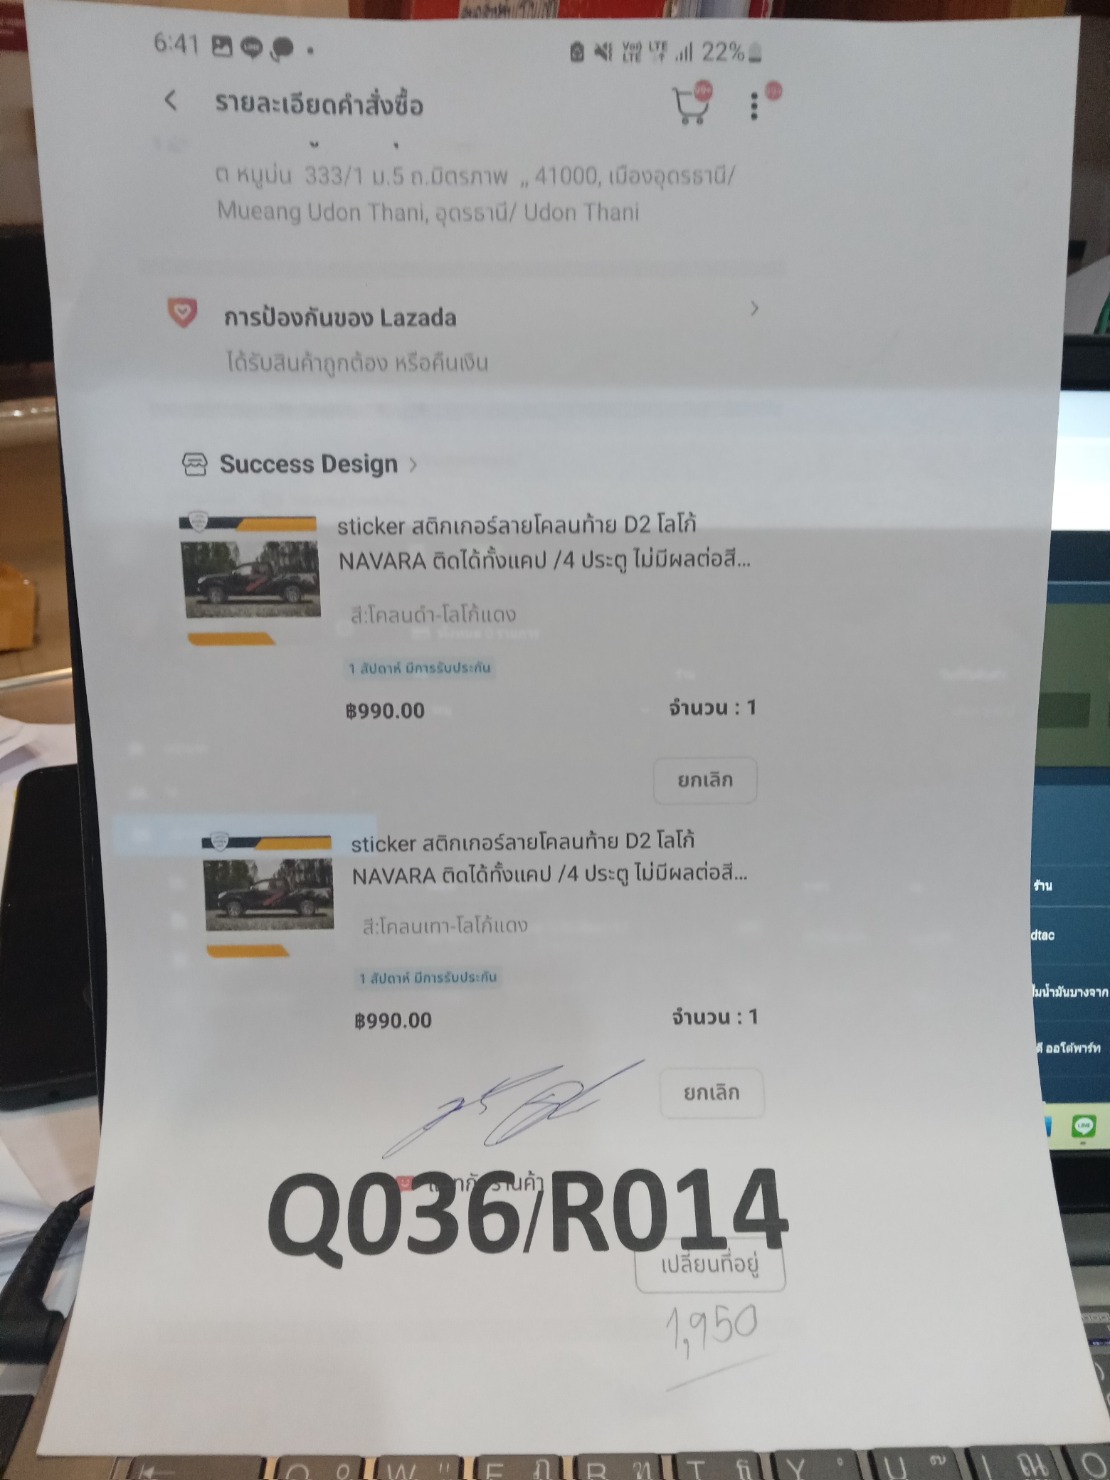 6:41
22%
รายละเอียดคำสั่งซื้อ
ต หมูม่น 333/1 ม.5 ถ.มิตรภาพ ,, 41000, เมืองอุดรธานี/
Mueang Udon Thani, อุดรธานี/ Udon Thani
การป้องกันของ Lazada
ได้รับสินค้าถูกต้อง หรือคืนเงิน
Success Design
sticker สติกเกอร์ลายโคลนท้าย D2 โลโก้
NAVARA ติดได้ทั้งแคป /4 ประตู ไม่มีผลต่อสี...
สี:โคลนดำ-โลโก้แดง
1 สัปดาห์ มีการรับประกัน
฿990.00 จำนวน : 1
ยกเลิก
sticker สติกเกอร์ลายโคลนท้าย D2 โลโก้
NAVARA ติดได้ทั้งแคป /4 ประตู ไม่มีผลต่อสี...
สี:โคลนเทา-โลโก้แดง
1 สัปดาห์ มีการรับประกัน
฿990.00 จำนวน : 1
ยกเลิก
Q036/R014
เปลี่ยนที่อยู่
1,950
ร้าน
dtac
ออโต้พาร์ท